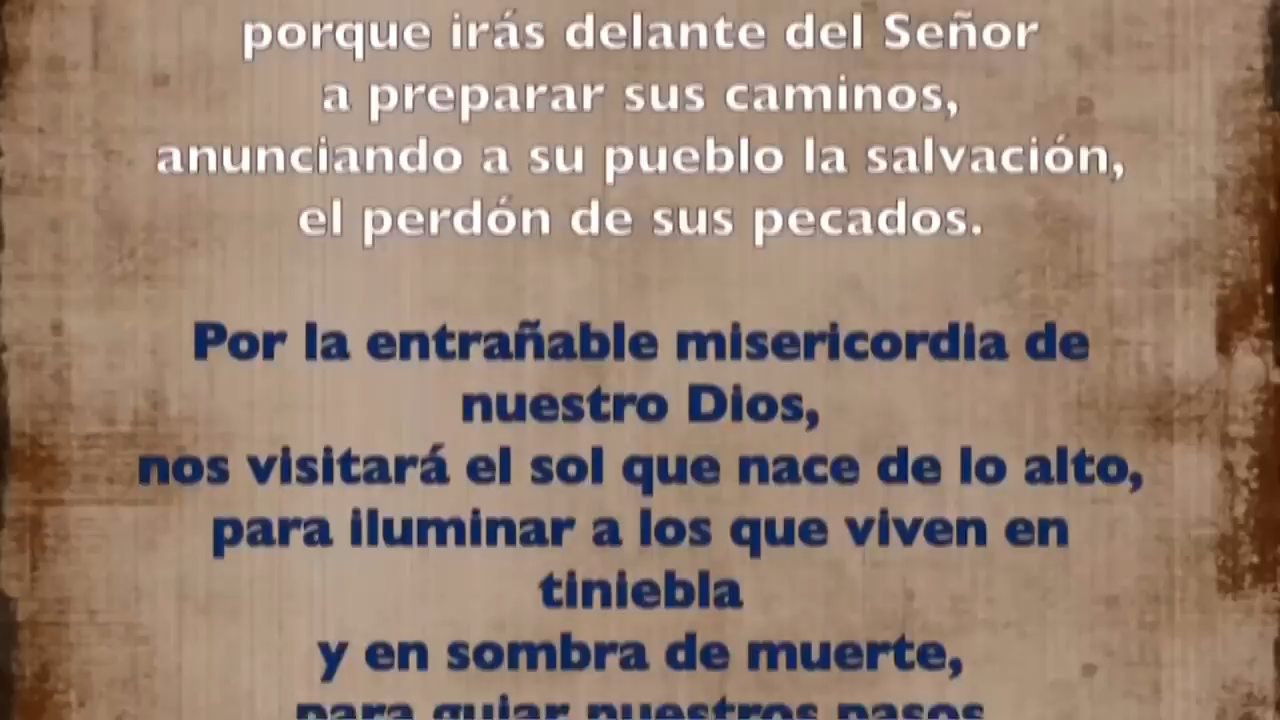 porque irás delante del Señor
a preparar sus caminos,
anunciando a su pueblo la salvación,
el perdón de sus pecados.
Por la entrañable misericordia de
nuestro Dios,
nos visitará el sol que nace de lo alto,
para iluminar a los que viven en
tiniebla
y en sombra de muerte,
para guiar nuestros pasos